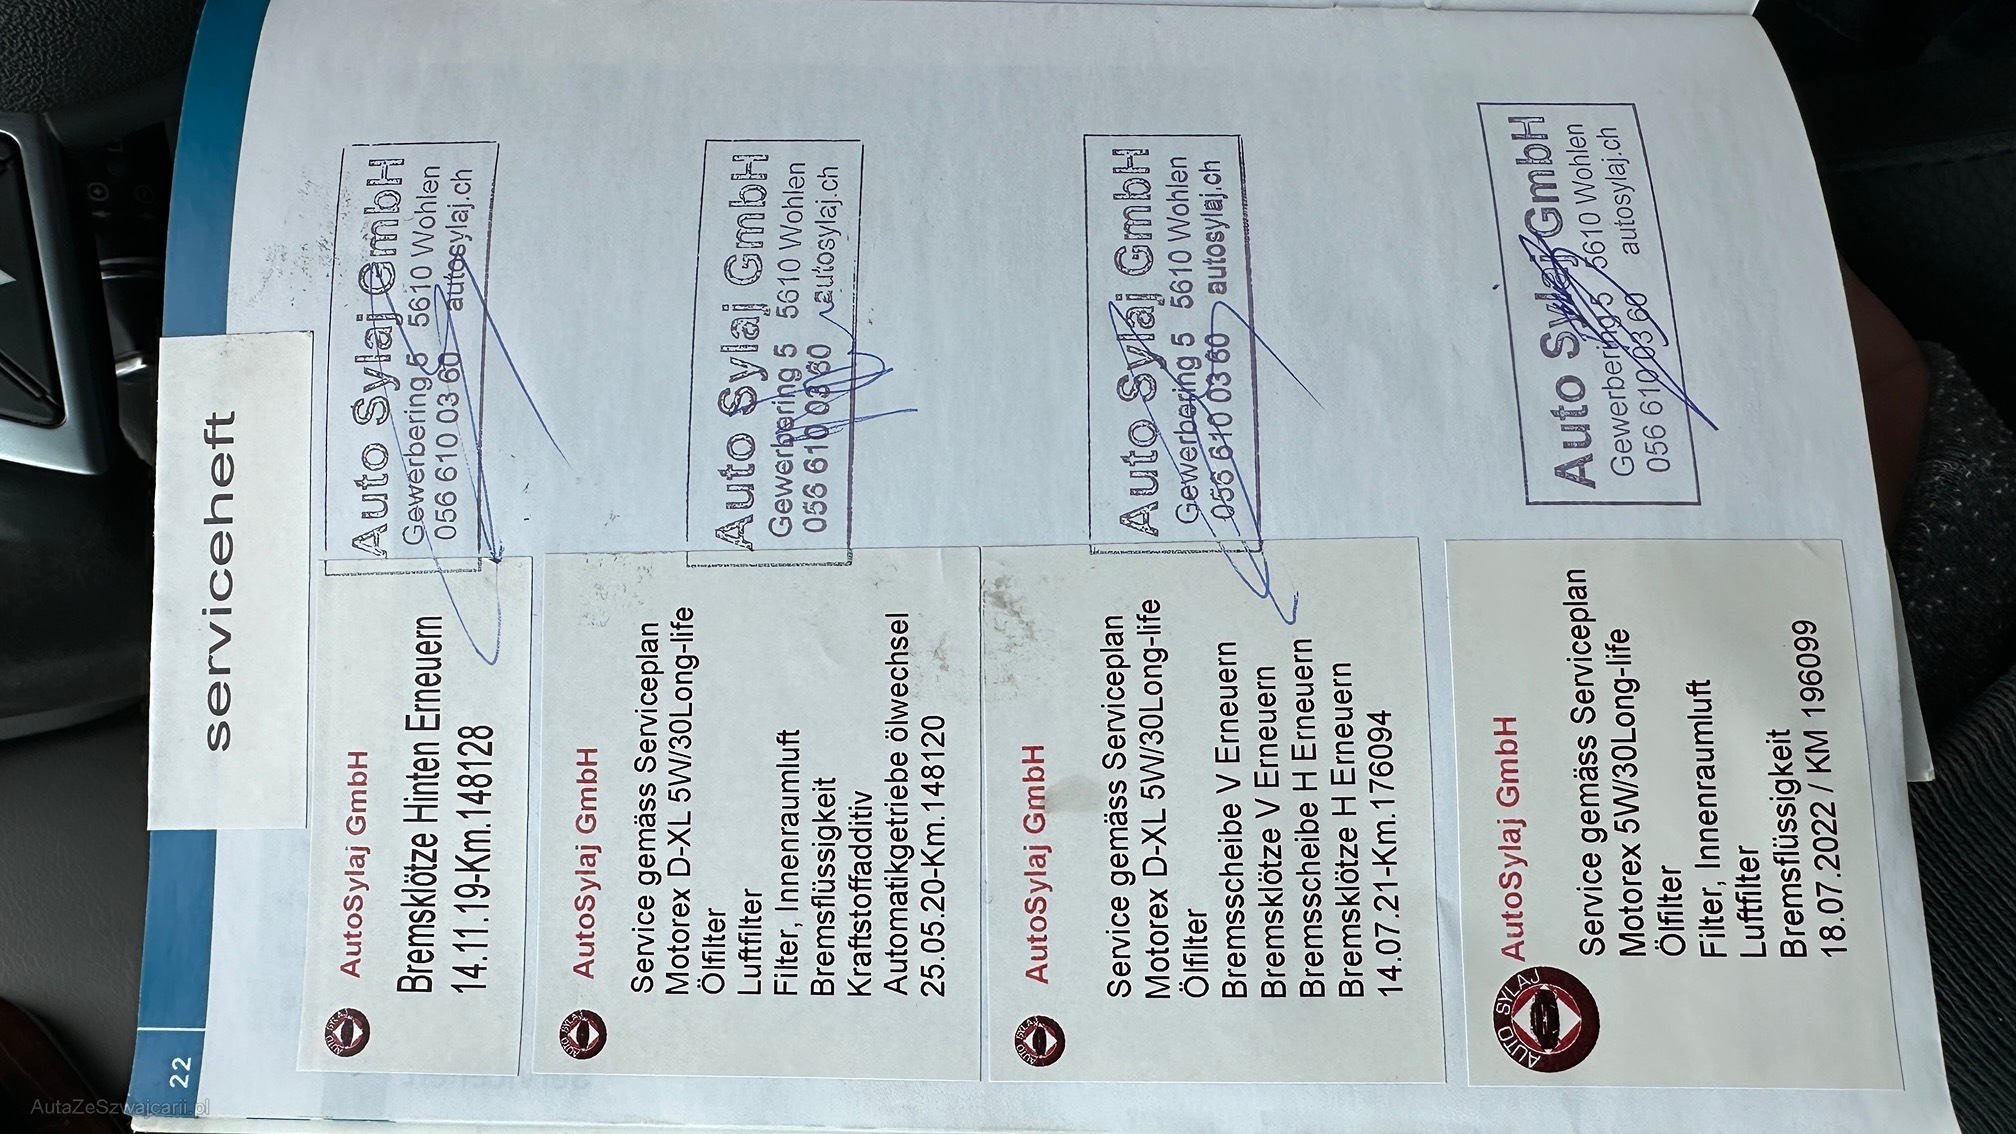 serviceheft
AutoSylaj GmbH
Bremsklötze Hinten Erneuern
14.11.19-Km.148128
Auto Sylaj GmbH
Gewerbering 5 5610 Wohlen
056 610 03 60 autosylaj.ch
AutoSylaj GmbH
Service gemäss Serviceplan
Motorex D-XL 5W/30Long-life
Ölfilter
Luftfilter
Filter, Innenraumluft
Bremsflüssigkeit
Kraftstoffadditiv
Automatikgetriebe ölwechsel
25.05.20-Km.148120
Auto Sylaj GmbH
Gewerbering 5 5610 Wohlen
056 610 03 60 autosylaj.ch
AutoSylaj GmbH
Service gemäss Serviceplan
Motorex D-XL 5W/30Long-life
Ölfilter
Bremsscheibe V Erneuern
Bremsklötze V Erneuern
Bremsscheibe H Erneuern
Bremsklötze H Erneuern
14.07.21-Km.176094
Auto Sylaj GmbH
Gewerbering 5 5610 Wohlen
056 610 03 60 autosylaj.ch
AUTO SYLAJ
AutoSylaj GmbH
Service gemäss Serviceplan
Motorex 5W/30Long-life
Ölfilter
Filter, Innenraumluft
Luftfilter
Bremsflüssigkeit
18.07.2022 / KM 196099
Auto Sylaj GmbH
Gewerbering 5 5610 Wohlen
056 610 03 60 autosylaj.ch
22
AutaZeSzwajcarii.pl